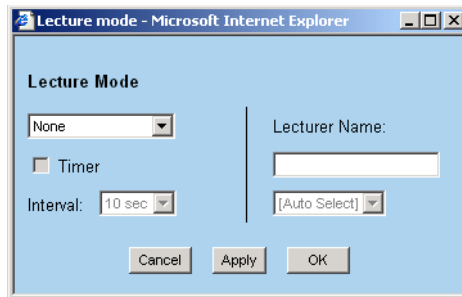 Lecture mode - Microsoft Internet Explorer
Lecture Mode
None
Timer
Interval: 10 sec
Lecturer Name:
[Auto Select]
Cancel Apply OK